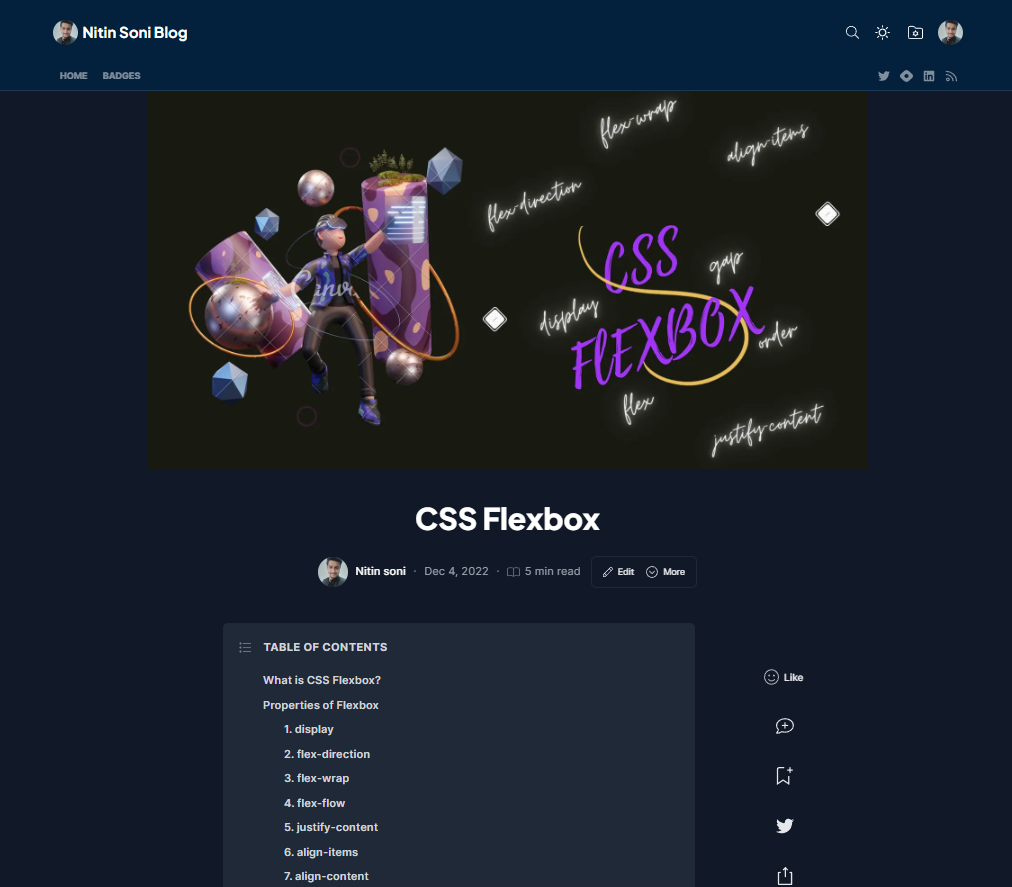 Nitin Soni Blog
HOME BADGES
flex-wrap
align-items
flex-direction
CSS
gap
display
FLEXBOX
order
flex
justify-content
CSS Flexbox
Nitin soni · Dec 4, 2022 · 5 min read Edit More
TABLE OF CONTENTS
What is CSS Flexbox?
Like
Properties of Flexbox
1. display
2. flex-direction
3. flex-wrap
4. flex-flow
5. justify-content
6. align-items
7. align-content